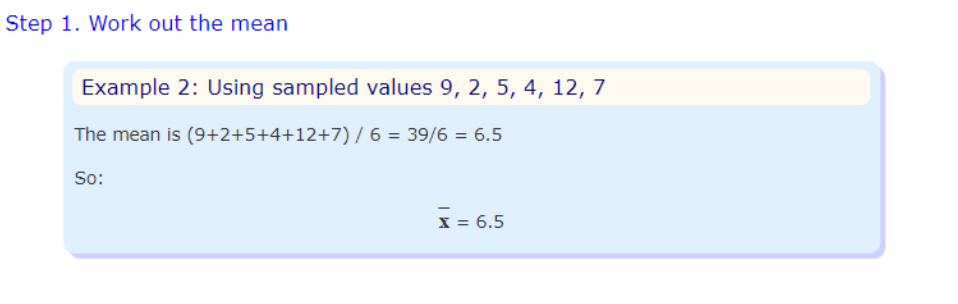 Step 1. Work out the mean
Example 2: Using sampled values 9, 2, 5, 4, 12, 7
The mean is (9+2+5+4+12+7) / 6 = 39/6 = 6.5
So:
x̄ = 6.5